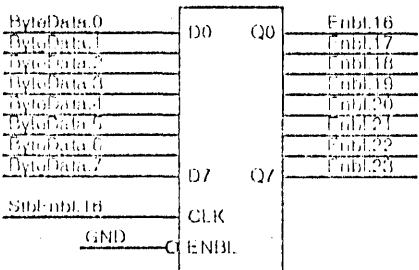 ByteData.0 D0 Q0 Enbl.16
ByteData.1 Enbl.17
ByteData.2 Enbl.18
ByteData.3 Enbl.19
ByteData.4 Enbl.20
ByteData.5 Enbl.21
ByteData.6 Enbl.22
ByteData.7 D7 Q7 Enbl.23
StbEnbl.16 CLK
GND ENBL